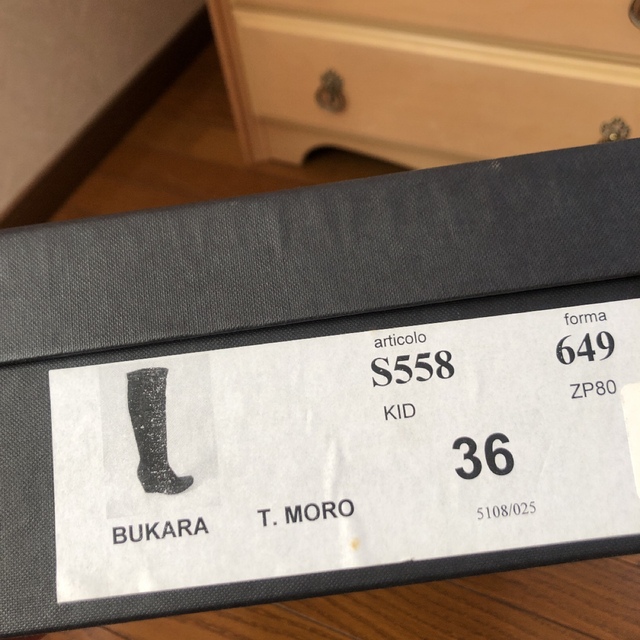 articolo
forma
S558
649
KID
ZP80
36
BUKARA
T. MORO
5108/025